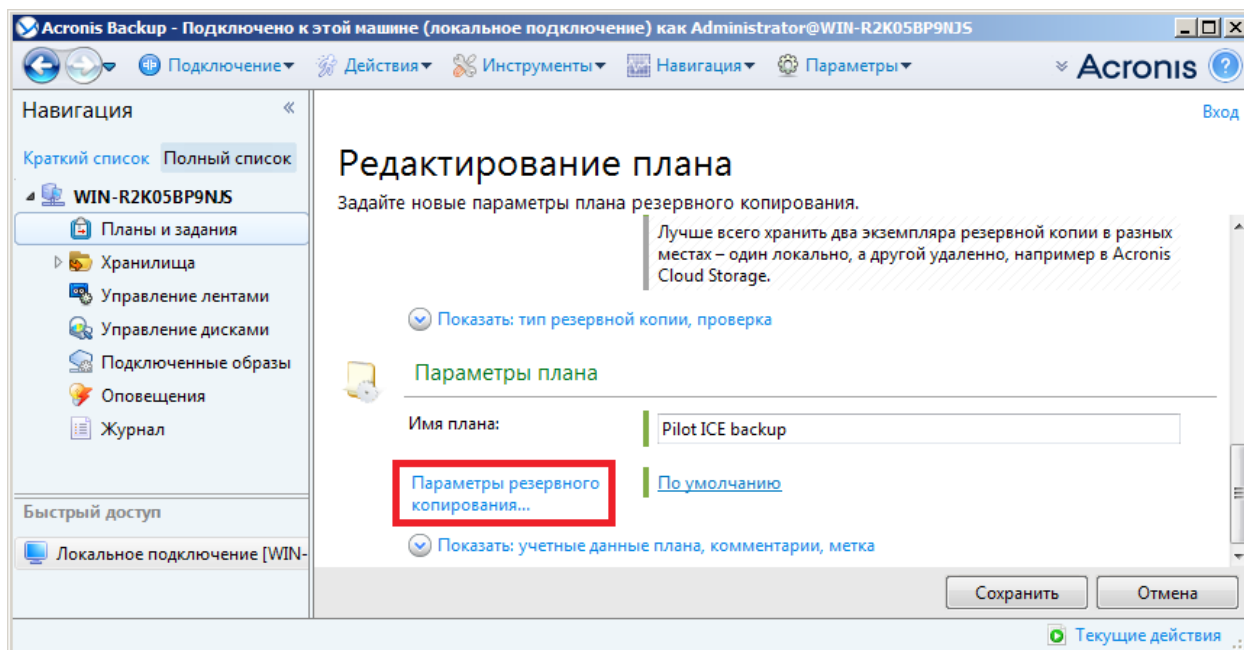 Acronis Backup - Подключено к этой машине (локальное подключение) как Administrator@WIN-R2K05BP9NJS
Подключение
Действия
Инструменты
Навигация
Параметры
Acronis
Навигация
Вход
Краткий список
Полный список
WIN-R2K05BP9NJS
Планы и задания
Хранилища
Управление лентами
Управление дисками
Подключенные образы
Оповещения
Журнал
Быстрый доступ
Локальное подключение [WIN-
Редактирование плана
Задайте новые параметры плана резервного копирования.
Лучше всего хранить два экземпляра резервной копии в разных
местах – один локально, а другой удаленно, например в Acronis
Cloud Storage.
Показать: тип резервной копии, проверка
Параметры плана
Имя плана:
Pilot ICE backup
Параметры резервного
копирования...
По умолчанию
Показать: учетные данные плана, комментарии, метка
Сохранить
Отмена
Текущие действия